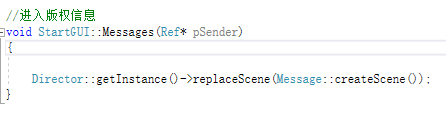 //进入版权信息
void StartGUI::Messages(Ref* pSender)
{
Director::getInstance()->replaceScene(Message::createScene());
}